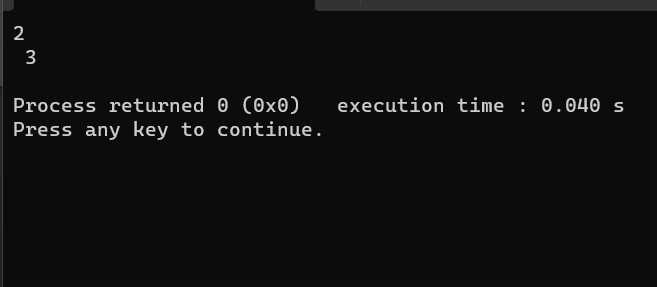 2
 3
Process returned 0 (0x0)   execution time : 0.040 s
Press any key to continue.